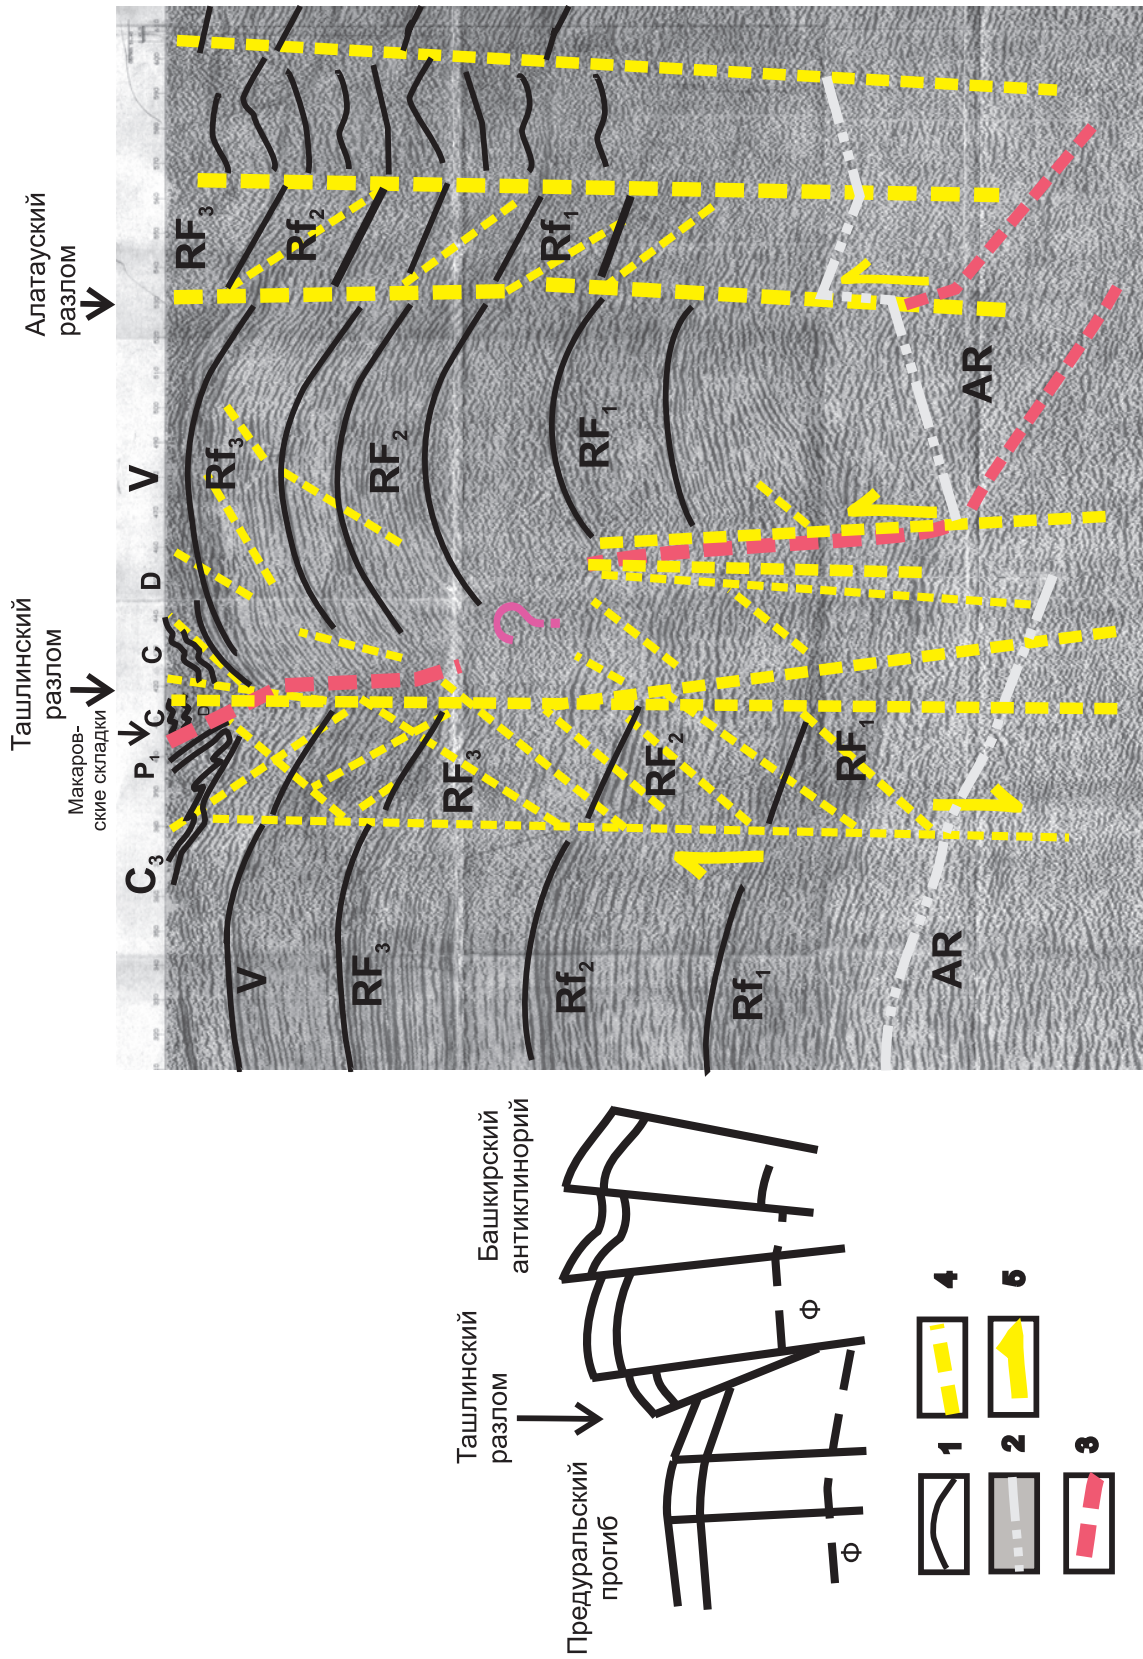 Ташлинский
разлом
Алатауский
разлом
Макаров-
ские складки
C3
P1
C
C
D
V
RF3
D
V
Rf3
Rf2
RF3
RF2
RF3
Rf2
RF1
Rf1
RF2
Rf1
RF1
AR
AR
Башкирский
антиклинорий
Ташлинский
разлом
Предуральский
прогиб
?
Ф
Ф
1
2
3
4
5